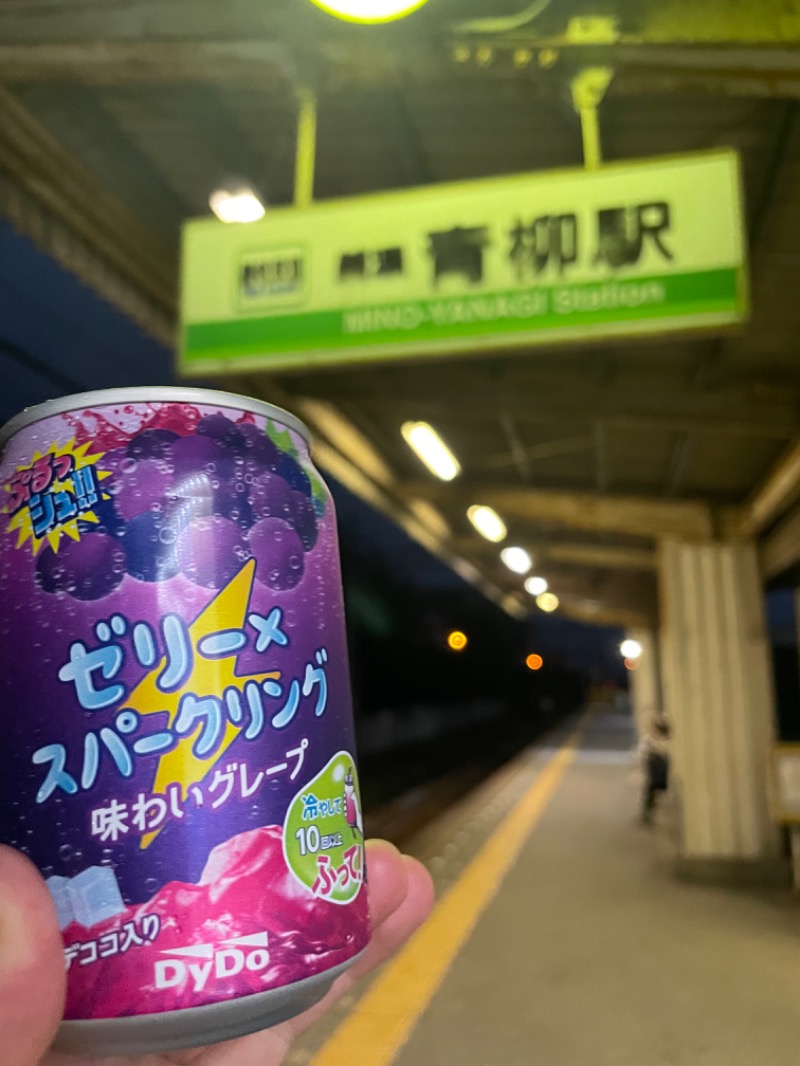 青柳駅
MINO-YANAGI Station
ぷるっ
シュ!!
ゼリー×
スパークリング
味わいグレープ
冷やして
10回以上
ふって!
デココ入り
DyDo